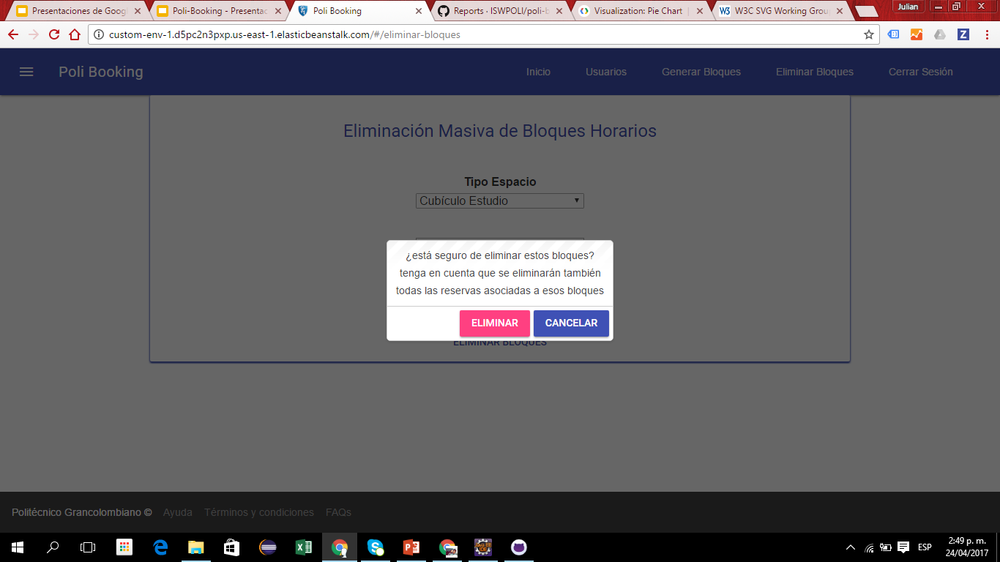 Presentaciones de Goog
Poli-Booking - Presentac
Poli Booking
Reports · ISWPOLI/poli-b
Visualization: Pie Chart
W3C SVG Working Grou
Julian
custom-env-1.d5pc2n3pxp.us-east-1.elasticbeanstalk.com/#/eliminar-bloques
Poli Booking
Inicio
Usuarios
Generar Bloques
Eliminar Bloques
Cerrar Sesión
Eliminación Masiva de Bloques Horarios
Tipo Espacio
Cubículo Estudio
¿está seguro de eliminar estos bloques?
tenga en cuenta que se eliminarán también
todas las reservas asociadas a esos bloques
ELIMINAR
CANCELAR
ELIMINAR BLOQUES
Politécnico Grancolombiano © Ayuda Términos y condiciones FAQs
ESP
2:49 p. m.
24/04/2017